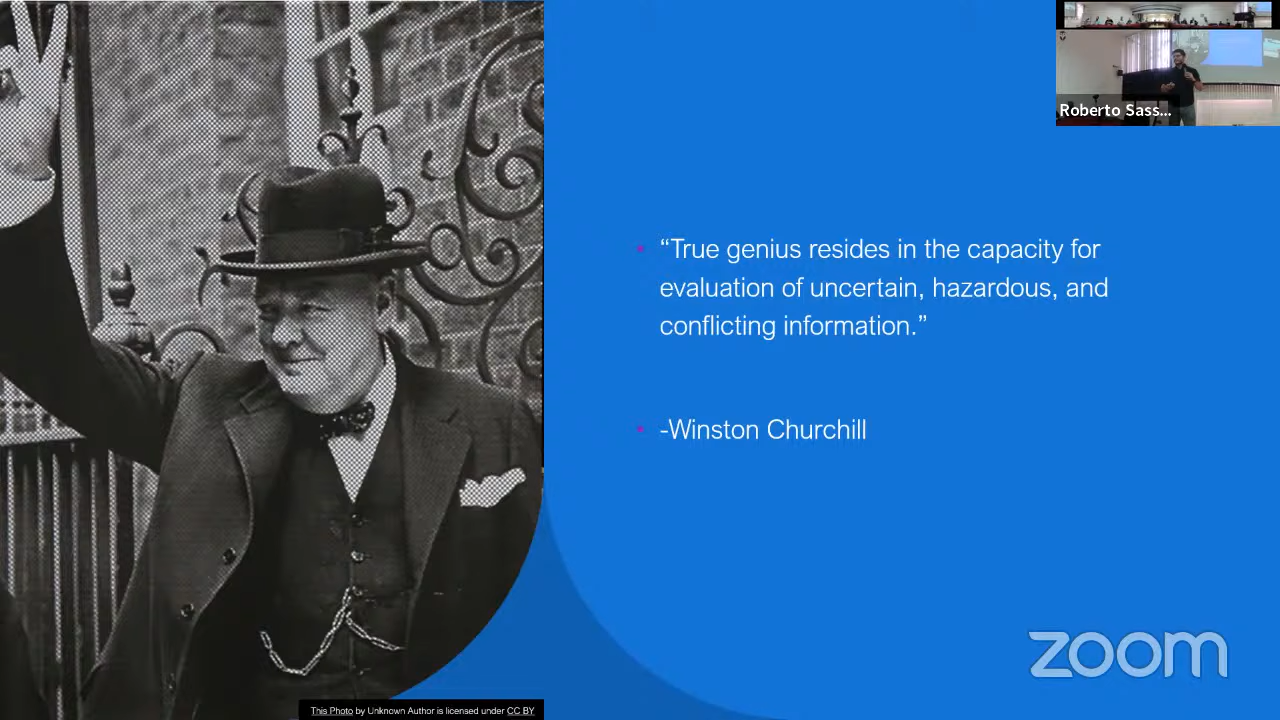 Roberto Sass...
“True genius resides in the capacity for
evaluation of uncertain, hazardous, and
conflicting information.”
-Winston Churchill
zoom
This Photo by Unknown Author is licensed under CC BY